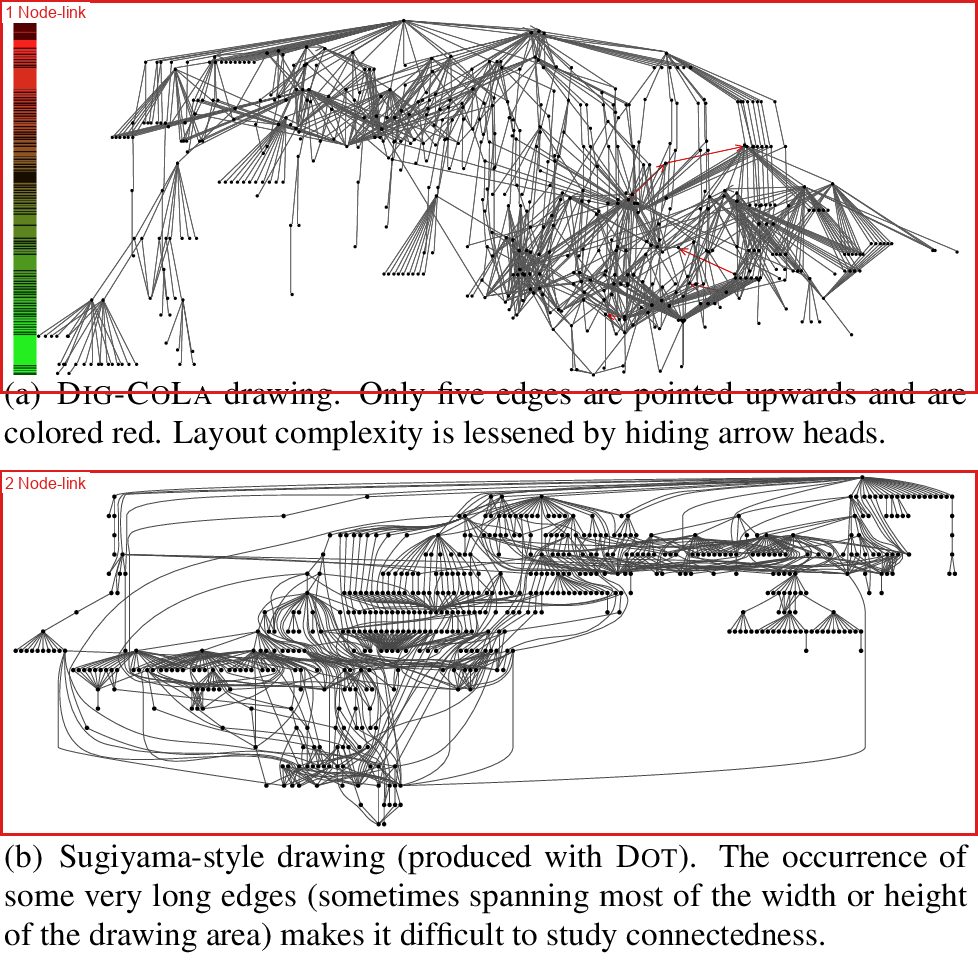 1 Node-link
(a) DIG-COLA drawing. Only five edges are pointed upwards and are
colored red. Layout complexity is lessened by hiding arrow heads.
2 Node-link
(b) Sugiyama-style drawing (produced with DOT). The occurrence of
some very long edges (sometimes spanning most of the width or height
of the drawing area) makes it difficult to study connectedness.